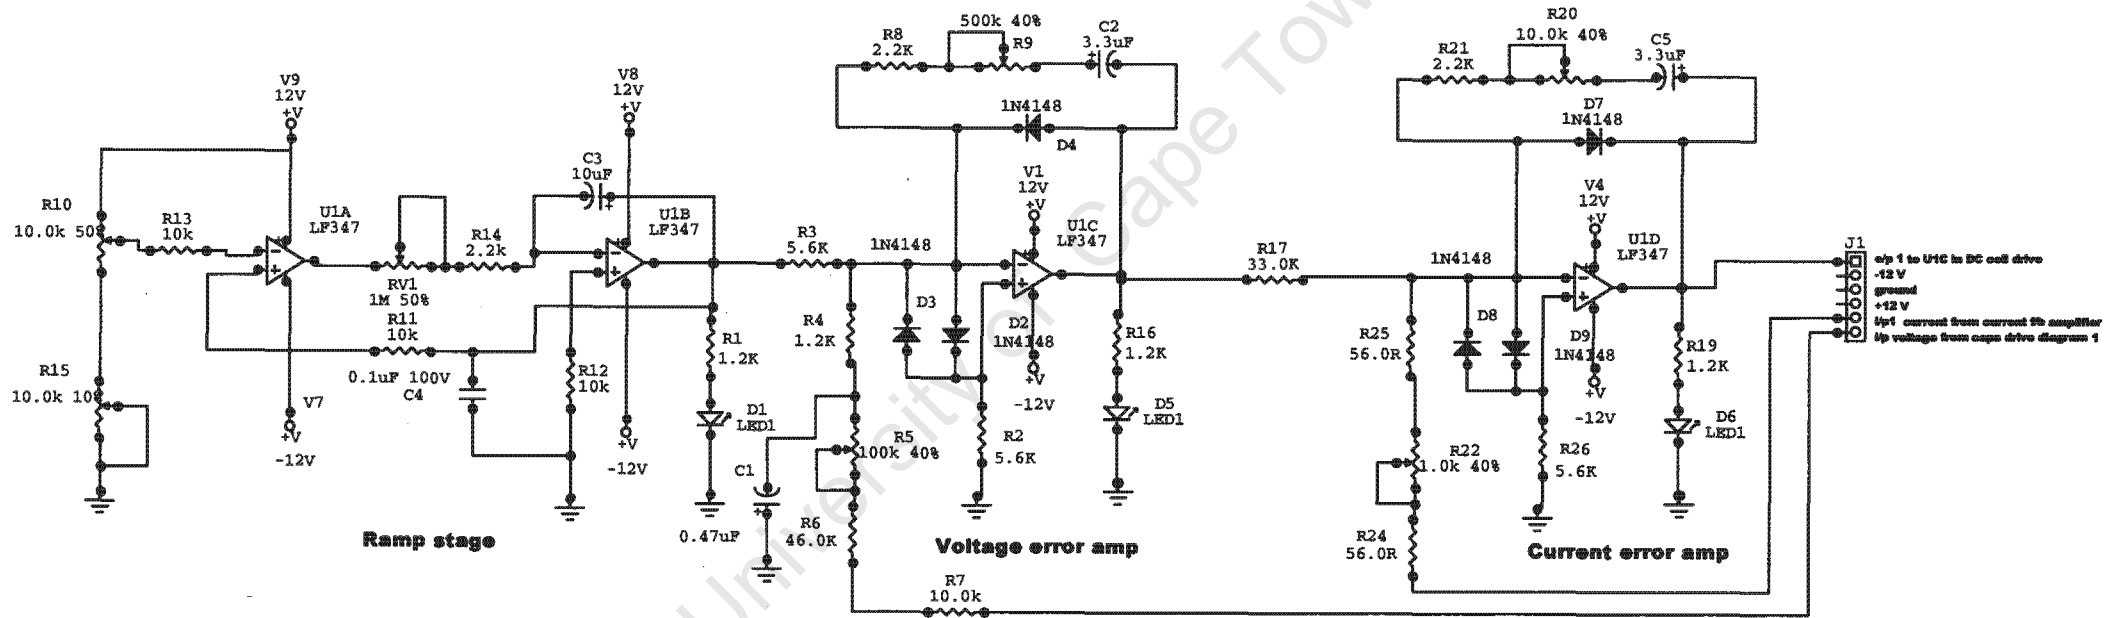 V9
12V
+V
R10
10.0k 50%
R13
10k
U1A
LF347
RV1
1M 50%
R14
2.2k
C3
10uF
V8
12V
+V
U1B
LF347
R11
10k
0.1uF 100V
C4
R15
V7
+V
-12V
R12
10k
+V
-12V
R1
1.2K
D1
LED1
Ramp stage
R8
2.2K
500k 40%
R9
C2
3.3uF
1N4148
D4
V1
12V
+V
U1C
LF347
R3
5.6K
1N4148
D3
R4
1.2K
D2
1N4148
+V
-12V
R16
1.2K
D5
LED1
R5
100k 40%
R2
5.6K
C1
0.47uF
R6
46.0K
R7
10.0k
Voltage error amp
R17
33.0K
R21
2.2K
R20
10.0k 40%
C5
3.3uF
D7
1N4148
V4
12V
+V
U1D
LF347
1N4148
D8
R25
56.0R
D9
1N4148
+V
-12V
R19
1.2K
D6
LED1
R22
1.0k 40%
R26
5.6K
R24
56.0R
Current error amp
J1
o/p 1 to U1C in DC coil drive
-12 V
ground
+12 V
i/p1 current from current f/b amplifier
i/p voltage from caps drive diagram 1
University of Cape Town